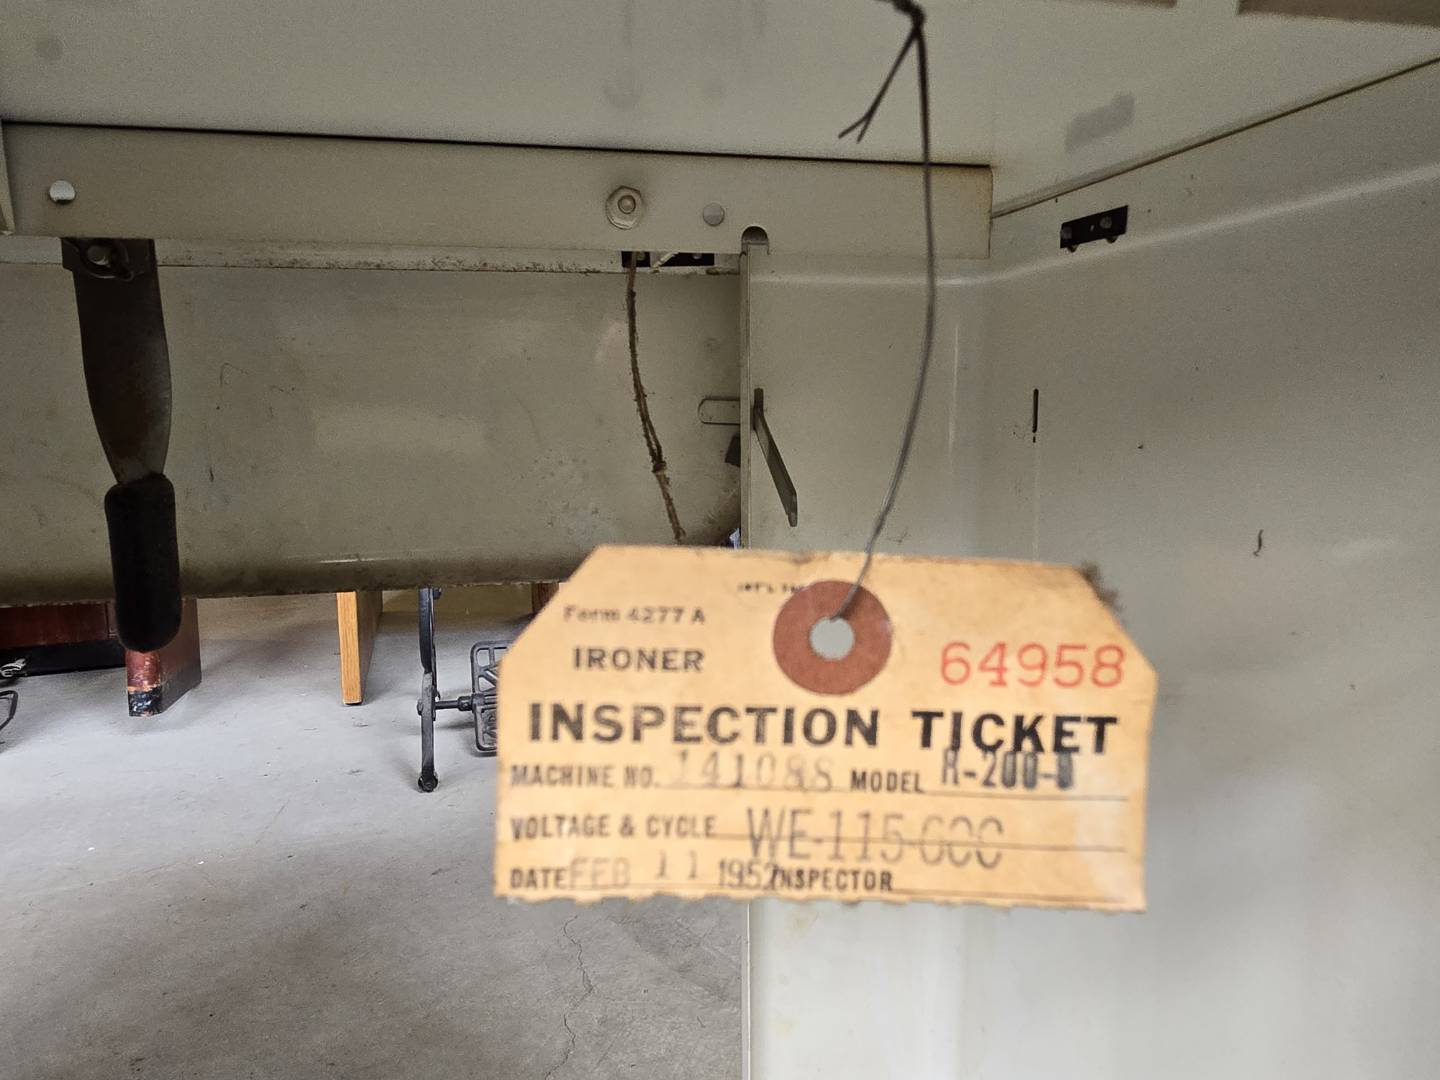 Form 4277 A
IRONER 64958
INSPECTION TICKET
MACHINE NO. 141088 MODEL
VOLTAGE & CYCLE WE-115-60C
DATE FEB 11 1952 INSPECTOR